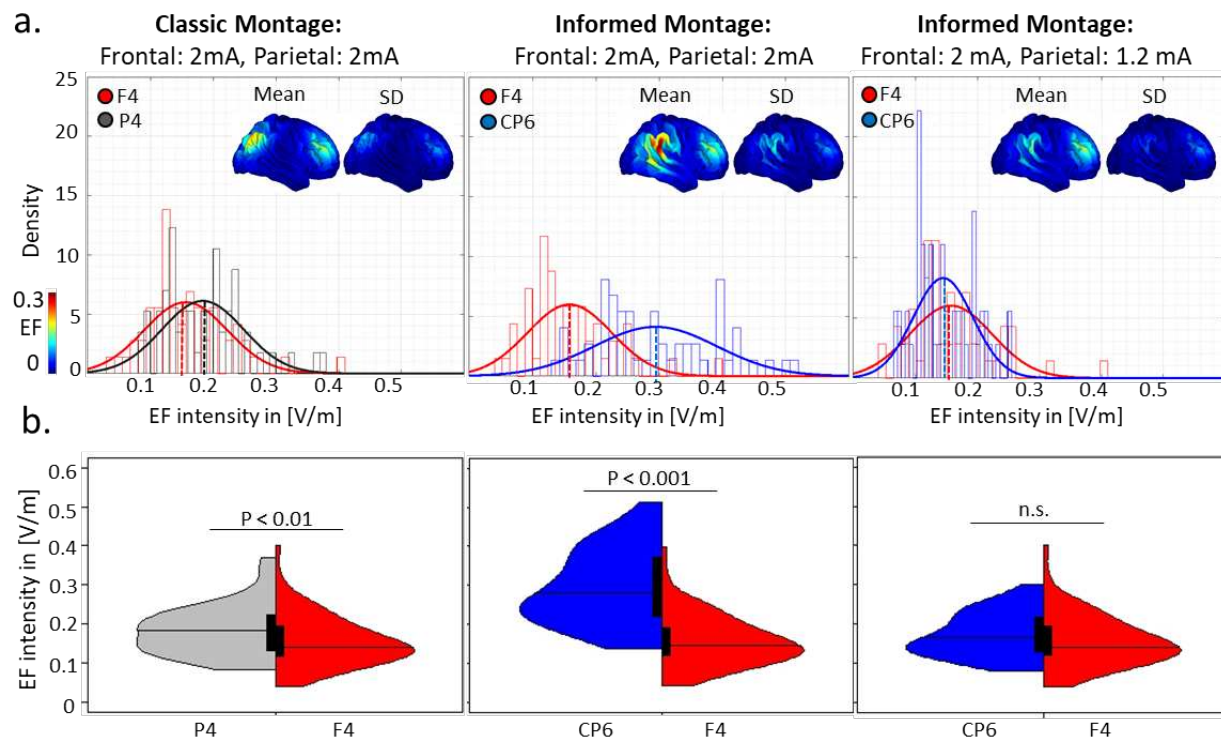 a.
Classic Montage:
Frontal: 2mA, Parietal: 2mA
Informed Montage:
Frontal: 2mA, Parietal: 2mA
Informed Montage:
Frontal: 2 mA, Parietal: 1.2 mA
25
20
15
10
5
0
Density
0.3
EF
0
F4
P4
Mean
SD
0.1
0.2
0.3
0.4
0.5
EF intensity in [V/m]
F4
CP6
Mean
SD
0.1
0.2
0.3
0.4
0.5
EF intensity in [V/m]
F4
CP6
Mean
SD
0.1
0.2
0.3
0.4
0.5
EF intensity in [V/m]
b.
EF intensity in [V/m]
0.6
0.5
0.4
0.3
0.2
0.1
0
P < 0.01
P4
F4
P < 0.001
CP6
F4
n.s.
CP6
F4